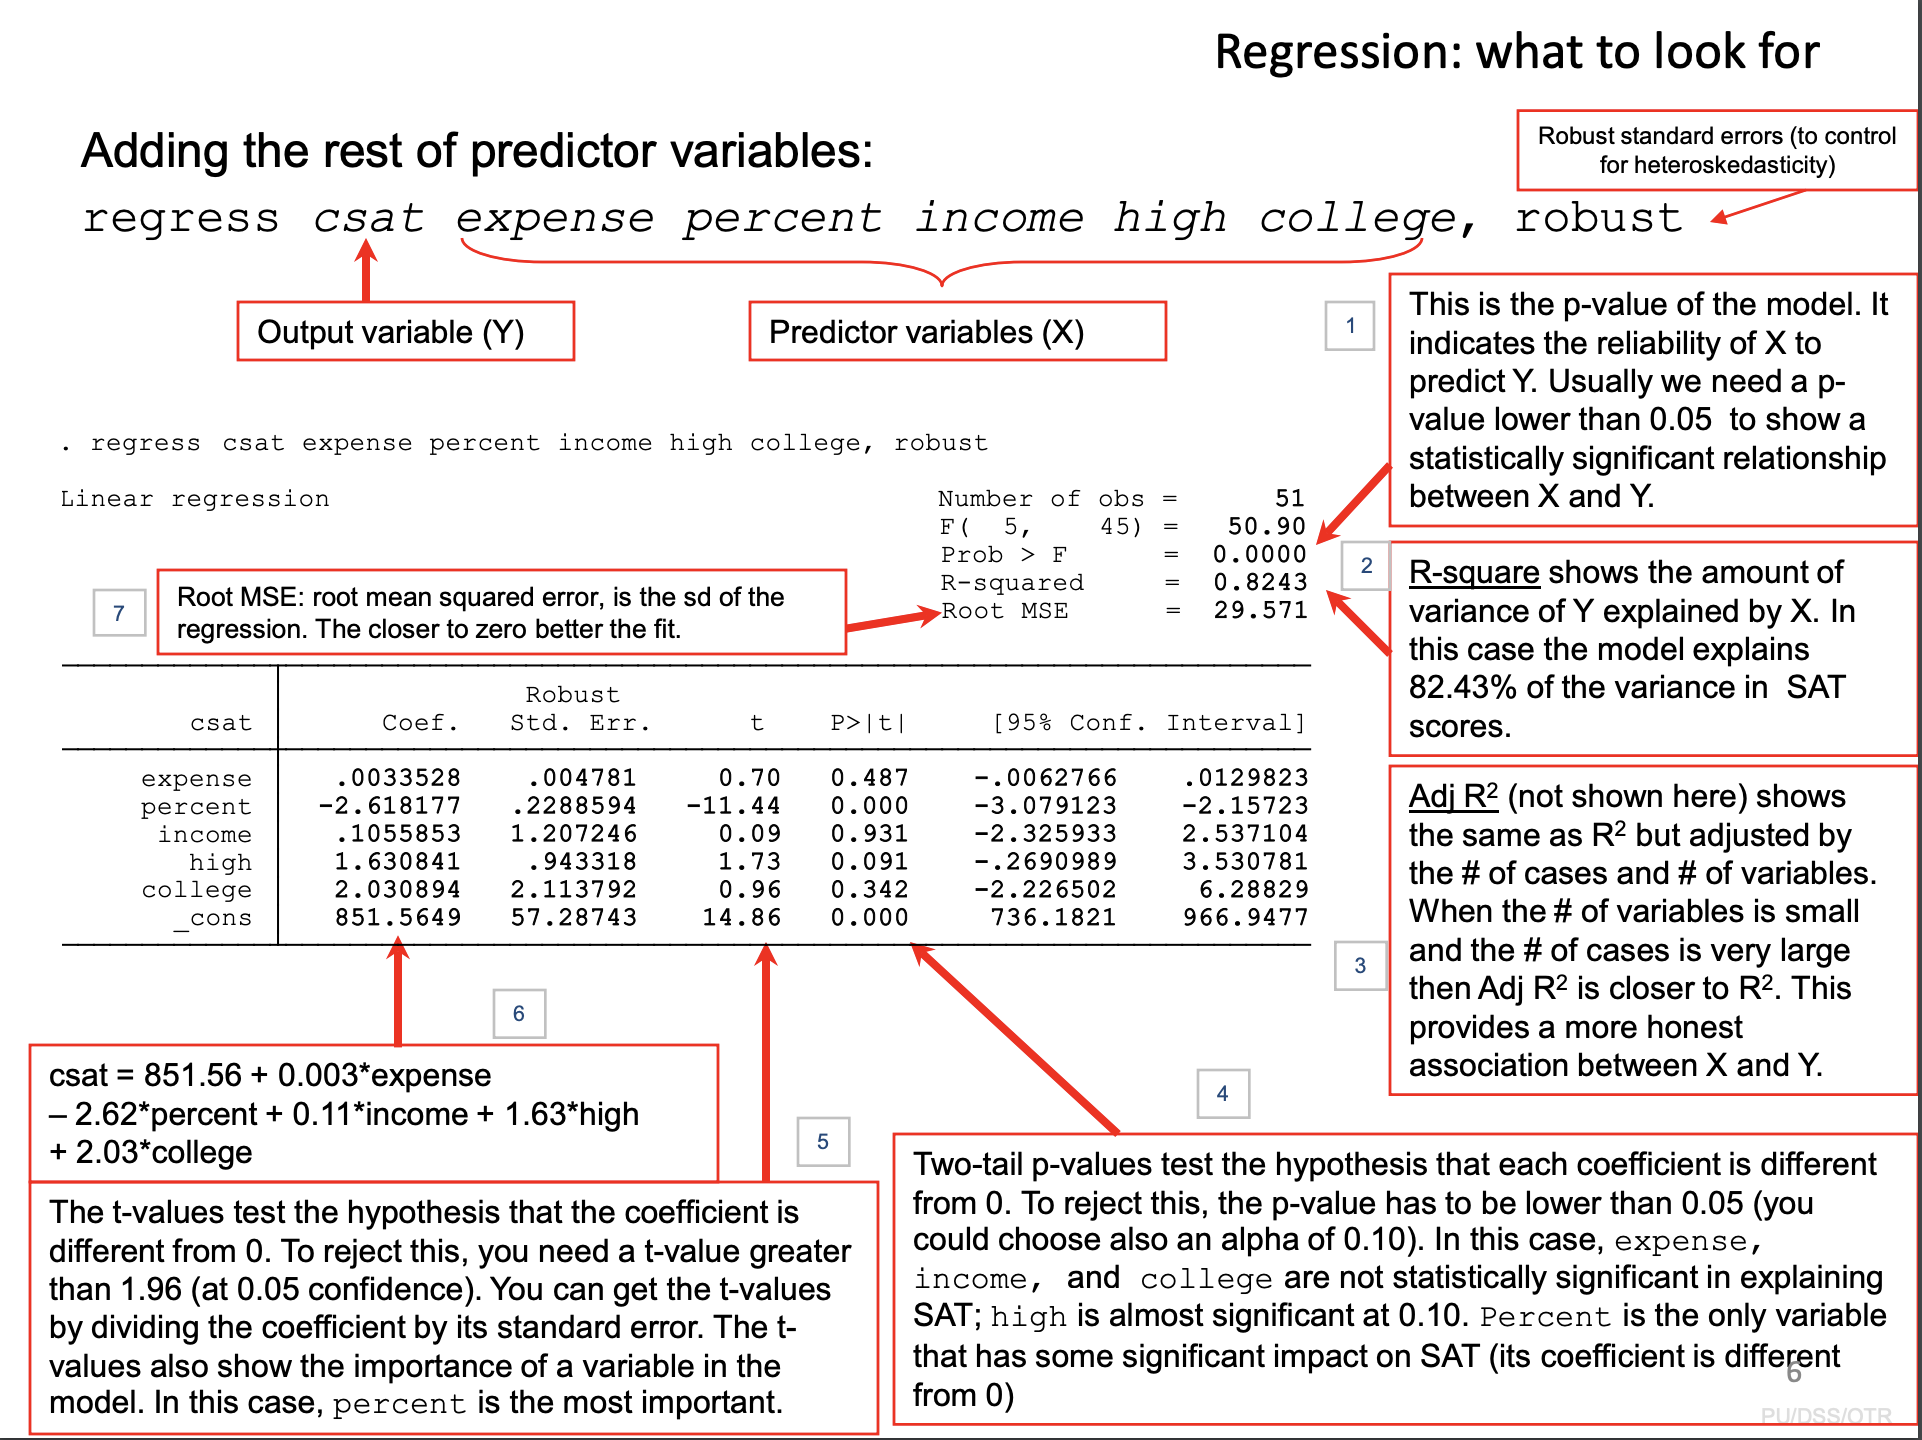 Regression: what to look for
Robust standard errors (to control
for heteroskedasticity)
Adding the rest of predictor variables:
regress csat expense percent income high college, robust
Output variable (Y)
Predictor variables (X)
1
This is the p-value of the model. It
indicates the reliability of X to
predict Y. Usually we need a p-
value lower than 0.05 to show a
statistically significant relationship
between X and Y.
. regress csat expense percent income high college, robust
Linear regression
Number of obs = 51
F( 5, 45) = 50.90
Prob > F = 0.0000
R-squared = 0.8243
Root MSE = 29.571
2
R-square shows the amount of
variance of Y explained by X. In
this case the model explains
82.43% of the variance in SAT
scores.
7
Root MSE: root mean squared error, is the sd of the
regression. The closer to zero better the fit.
Robust
csat Coef. Std. Err. t P>|t| [95% Conf. Interval]
expense .0033528 .004781 0.70 0.487 -.0062766 .0129823
percent -2.618177 .2288594 -11.44 0.000 -3.079123 -2.15723
income .1055853 1.207246 0.09 0.931 -2.325933 2.537104
high 1.630841 .943318 1.73 0.091 -.2690989 3.530781
college 2.030894 2.113792 0.96 0.342 -2.226502 6.28829
_cons 851.5649 57.28743 14.86 0.000 736.1821 966.9477
3
Adj R² (not shown here) shows
the same as R² but adjusted by
the # of cases and # of variables.
When the # of variables is small
and the # of cases is very large
then Adj R² is closer to R². This
provides a more honest
association between X and Y.
6
csat = 851.56 + 0.003*expense
– 2.62*percent + 0.11*income + 1.63*high
+ 2.03*college
5
The t-values test the hypothesis that the coefficient is
different from 0. To reject this, you need a t-value greater
than 1.96 (at 0.05 confidence). You can get the t-values
by dividing the coefficient by its standard error. The t-
values also show the importance of a variable in the
model. In this case, percent is the most important.
4
Two-tail p-values test the hypothesis that each coefficient is different
from 0. To reject this, the p-value has to be lower than 0.05 (you
could choose also an alpha of 0.10). In this case, expense,
income, and college are not statistically significant in explaining
SAT; high is almost significant at 0.10. Percent is the only variable
that has some significant impact on SAT (its coefficient is different
from 0)
6
PU/DSS/OTR